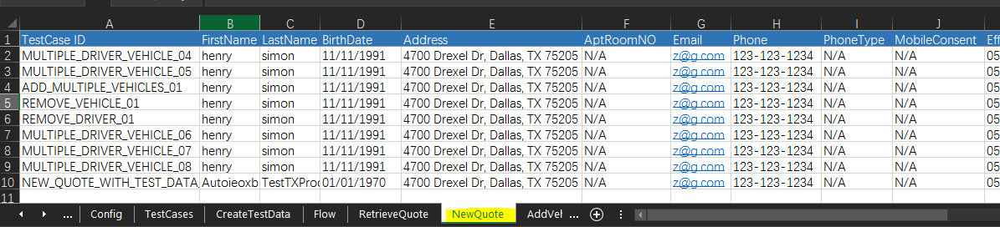 A B C D E F G H I J
1 TestCase ID FirstName LastName BirthDate Address AptRoomNO Email Phone PhoneType MobileConsent Eff
2 MULTIPLE_DRIVER_VEHICLE_04 henry simon 11/11/1991 4700 Drexel Dr, Dallas, TX 75205 N/A z@g.com 123-123-1234 N/A N/A 05
3 MULTIPLE_DRIVER_VEHICLE_05 henry simon 11/11/1991 4700 Drexel Dr, Dallas, TX 75205 N/A z@g.com 123-123-1234 N/A N/A 05
4 ADD_MULTIPLE_VEHICLES_01 henry simon 11/11/1991 4700 Drexel Dr, Dallas, TX 75205 N/A z@g.com 123-123-1234 N/A N/A 05
5 REMOVE_VEHICLE_01 henry simon 11/11/1991 4700 Drexel Dr, Dallas, TX 75205 N/A z@g.com 123-123-1234 N/A N/A 05
6 REMOVE_DRIVER_01 henry simon 11/11/1991 4700 Drexel Dr, Dallas, TX 75205 N/A z@g.com 123-123-1234 N/A N/A 05
7 MULTIPLE_DRIVER_VEHICLE_06 henry simon 11/11/1991 4700 Drexel Dr, Dallas, TX 75205 N/A z@g.com 123-123-1234 N/A N/A 05
8 MULTIPLE_DRIVER_VEHICLE_07 henry simon 11/11/1991 4700 Drexel Dr, Dallas, TX 75205 N/A z@g.com 123-123-1234 N/A N/A 05
9 MULTIPLE_DRIVER_VEHICLE_08 henry simon 11/11/1991 4700 Drexel Dr, Dallas, TX 75205 N/A z@g.com 123-123-1234 N/A N/A 05
10 NEW_QUOTE_WITH_TEST_DATA_ Autoieoxb TestTXProd 01/01/1970 4700 Drexel Dr, Dallas, TX 75205 N/A z@g.com 123-123-1234 N/A N/A 05
11
... Config TestCases CreateTestData Flow RetrieveQuote NewQuote AddVel ...